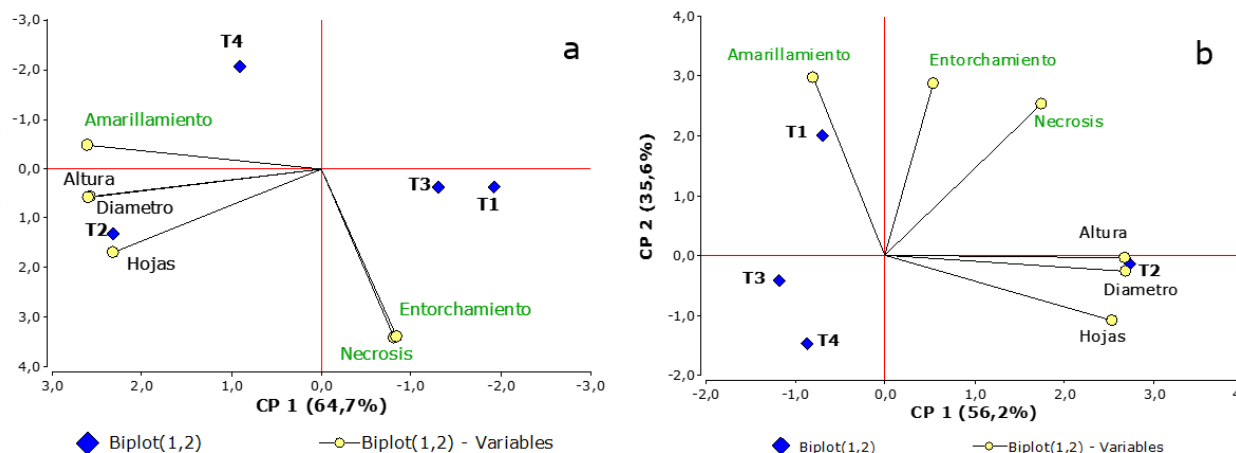 -3,0
-2,0
-1,0
0,0
1,0
2,0
3,0
4,0
T4
a
Amarillamiento
Altura
Diametro
T2
Hojas
T3
T1
Entorchamiento
Necrosis
3,0 2,0 1,0 0,0 -1,0 -2,0 -3,0
CP 1 (64,7%)
Biplot(1,2) Biplot(1,2) - Variables
4,0
3,0
2,0
1,0
0,0
-1,0
-2,0
CP 2 (35,6%)
b
Amarillamiento
Entorchamiento
Necrosis
T1
Altura
T2
Diametro
Hojas
T3
T4
-2,0 -1,0 0,0 1,0 2,0 3,0 4
CP 1 (56,2%)
Biplot(1,2) Biplot(1,2) - Variables